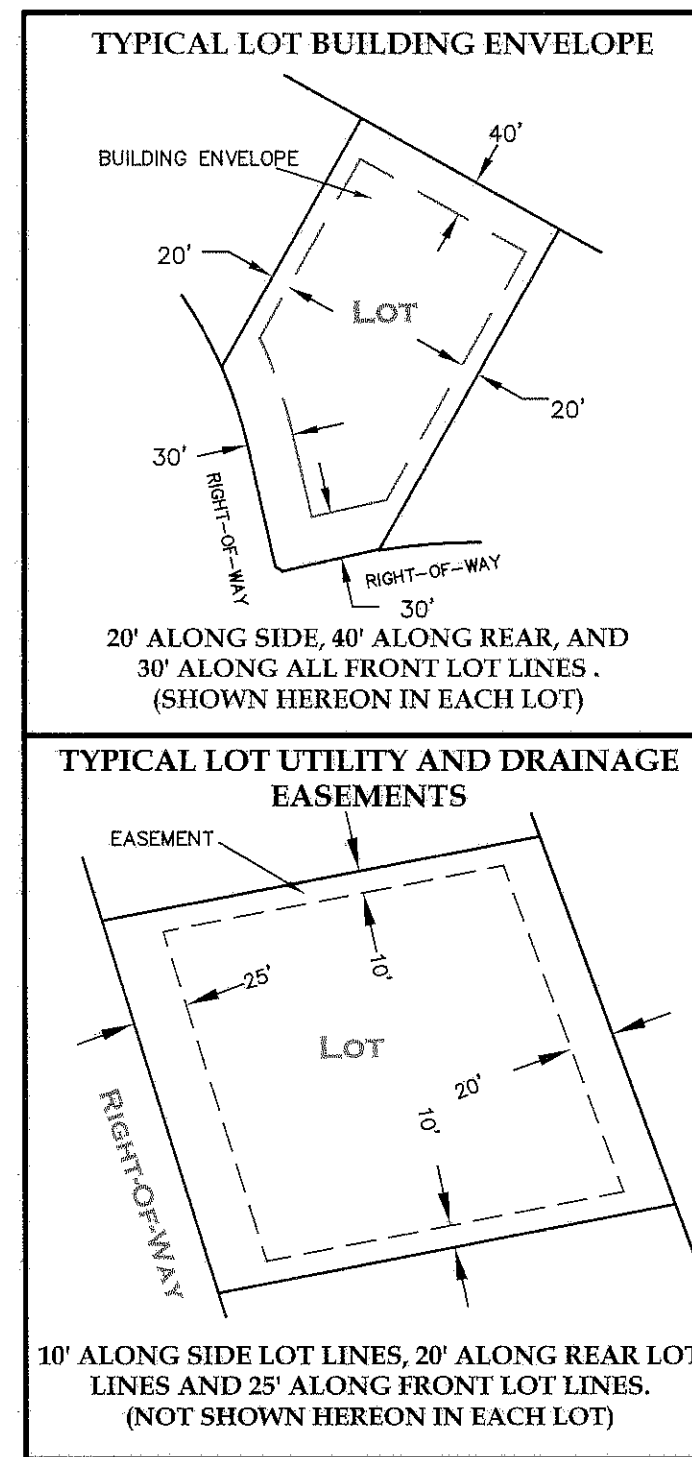 TYPICAL LOT BUILDING ENVELOPE
40'
BUILDING ENVELOPE
20'
LOT
20'
30'
RIGHT-OF-WAY
RIGHT-OF-WAY
30'
20' ALONG SIDE, 40' ALONG REAR, AND
30' ALONG ALL FRONT LOT LINES .
(SHOWN HEREON IN EACH LOT)
TYPICAL LOT UTILITY AND DRAINAGE
EASEMENTS
EASEMENT
10'
25'
LOT
20'
10'
RIGHT-OF-WAY
10' ALONG SIDE LOT LINES, 20' ALONG REAR LOT
LINES AND 25' ALONG FRONT LOT LINES.
(NOT SHOWN HEREON IN EACH LOT)